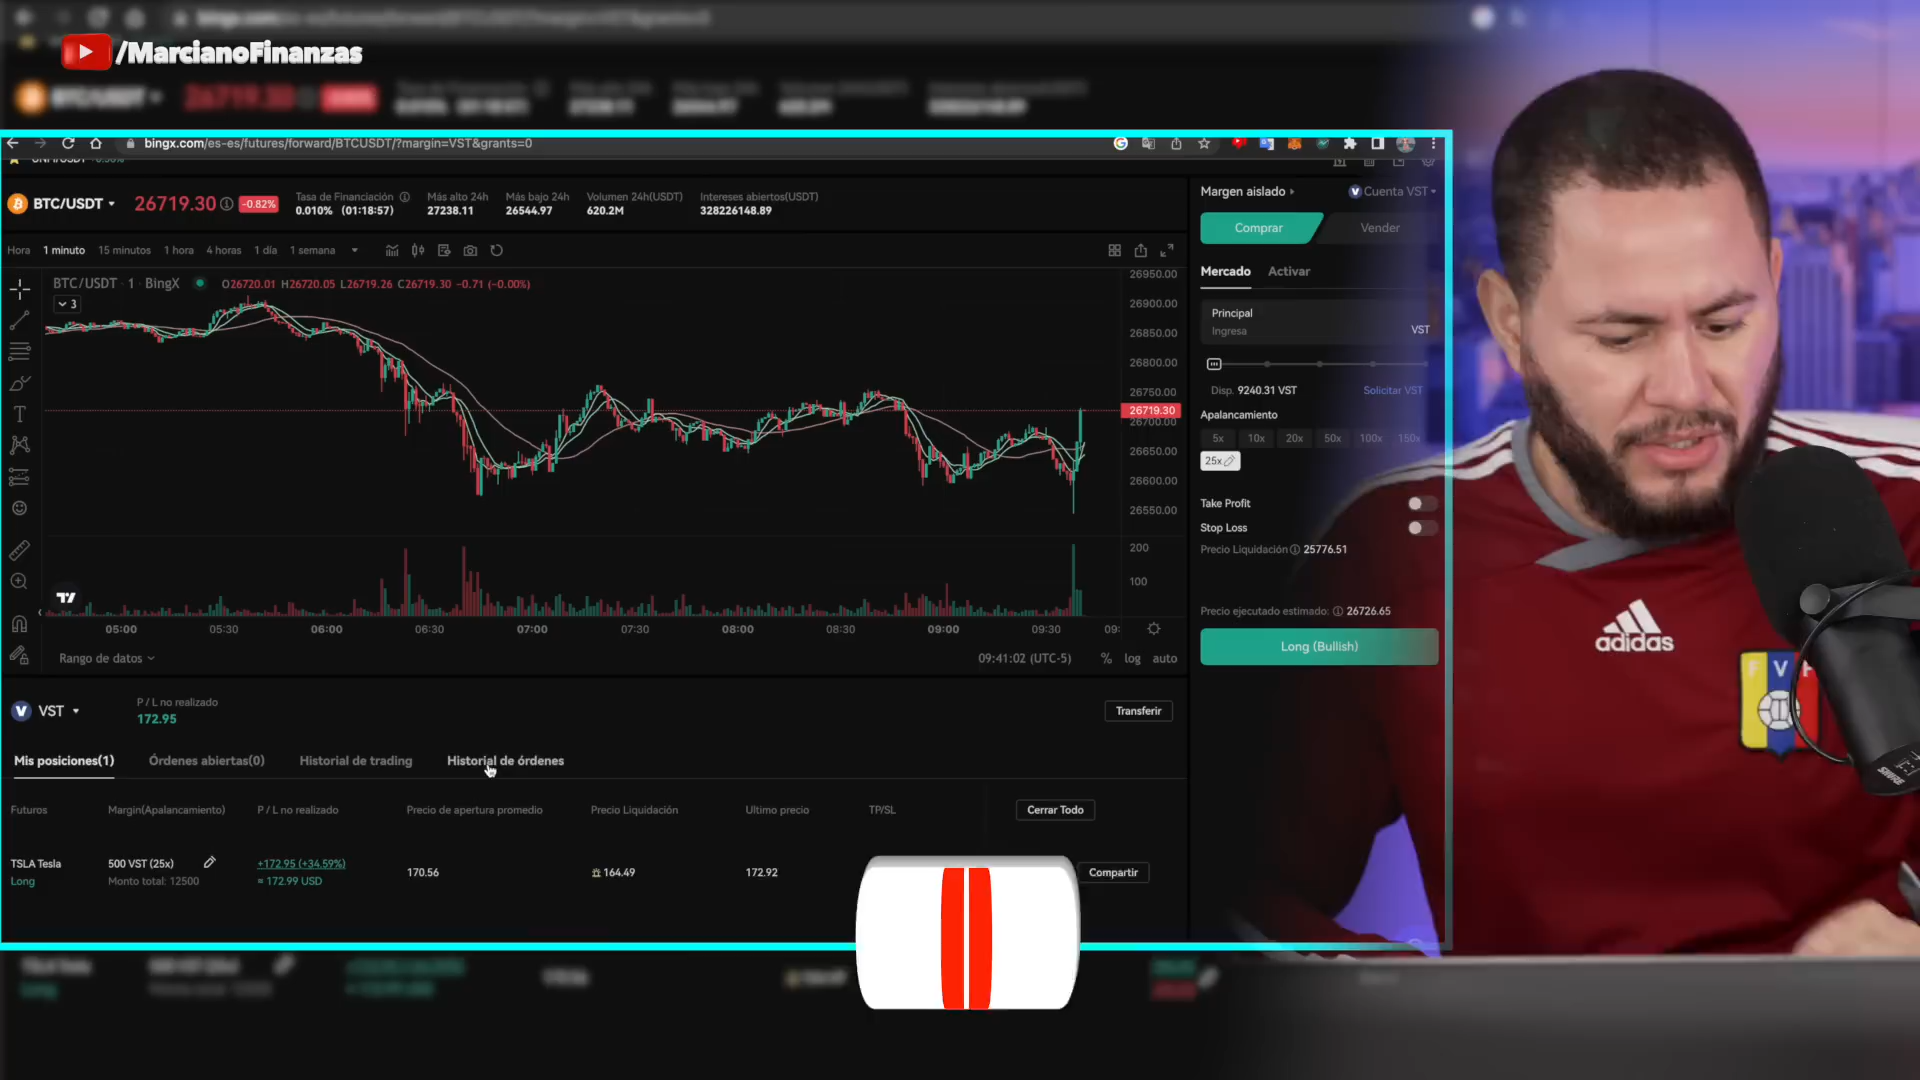 /MarcianoFinanzas
bingx.com/es-es/futures/forward/BTCUSDT/?margin=VST&grants=0
BTC/USDT
26719.30
-0.82%
Tasa de Financiación
0.010% (01:18:57)
Más alto 24h
27238.11
Más bajo 24h
26544.97
Volumen 24h(USDT)
620.2M
Intereses abiertos(USDT)
328226148.89
Hora 1 minuto 15 minutos 1 hora 4 horas 1 día 1 semana
BTC/USDT · 1 · BingX
O26720.01 H26720.05 L26719.26 C26719.30 -0.71 (-0.00%)
3
26950.00
26900.00
26850.00
26800.00
26750.00
26719.30
26700.00
26650.00
26600.00
26550.00
200
100
05:00 05:30 06:00 06:30 07:00 07:30 08:00 08:30 09:00 09:30 09:
Rango de datos
09:41:02 (UTC-5) % log auto
Margen aislado
Cuenta VST
Comprar
Vender
Mercado Activar
Principal
Ingresa
VST
Disp. 9240.31 VST
Solicitar VST
Apalancamiento
5x 10x 20x 50x 100x 150x
25x
Take Profit
Stop Loss
Precio Liquidación 25776.51
Precio ejecutado estimado: 26726.65
Long (Bullish)
VST
P / L no realizado
172.95
Transferir
Mis posiciones(1) Órdenes abiertas(0) Historial de trading Historial de órdenes
Futuros Margin(Apalancamiento) P / L no realizado Precio de apertura promedio Precio Liquidación Ultimo precio TP/SL Cerrar Todo
TSLA Tesla
Long
500 VST (25x)
Monto total: 12500
+172.95 (+34.59%)
≈ 172.99 USD
170.56
164.49
172.92
Compartir
adidas
F V
SHURE